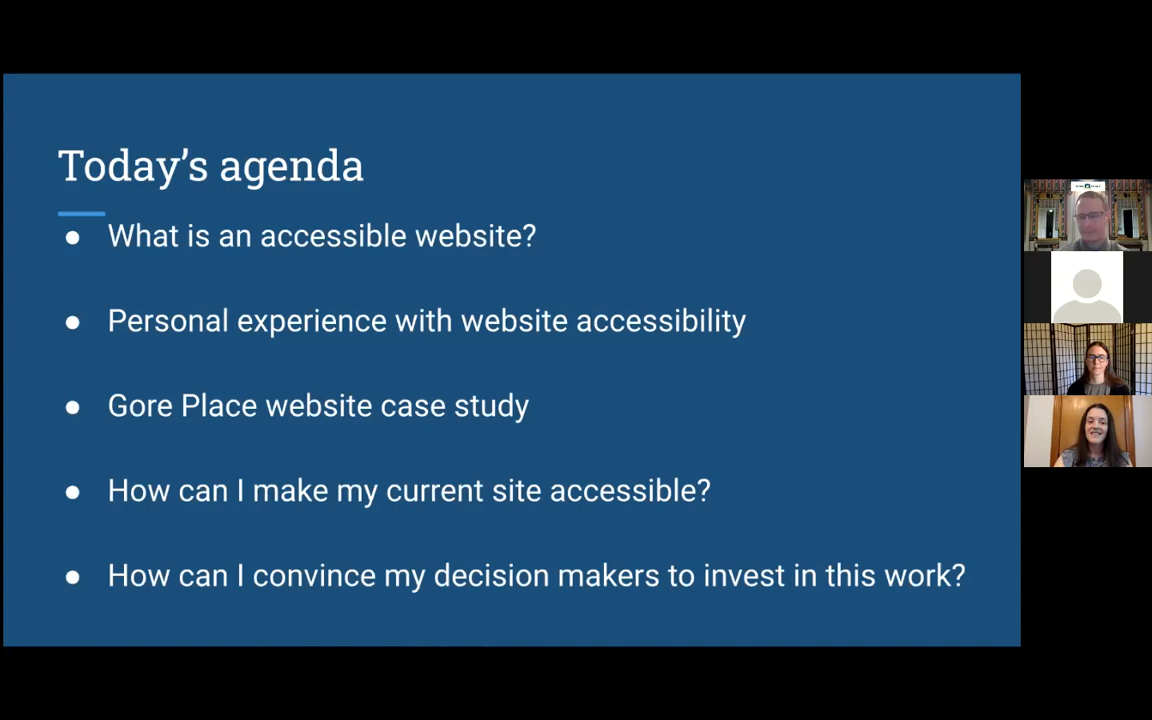 Today’s agenda
● What is an accessible website?
● Personal experience with website accessibility
● Gore Place website case study
● How can I make my current site accessible?
● How can I convince my decision makers to invest in this work?